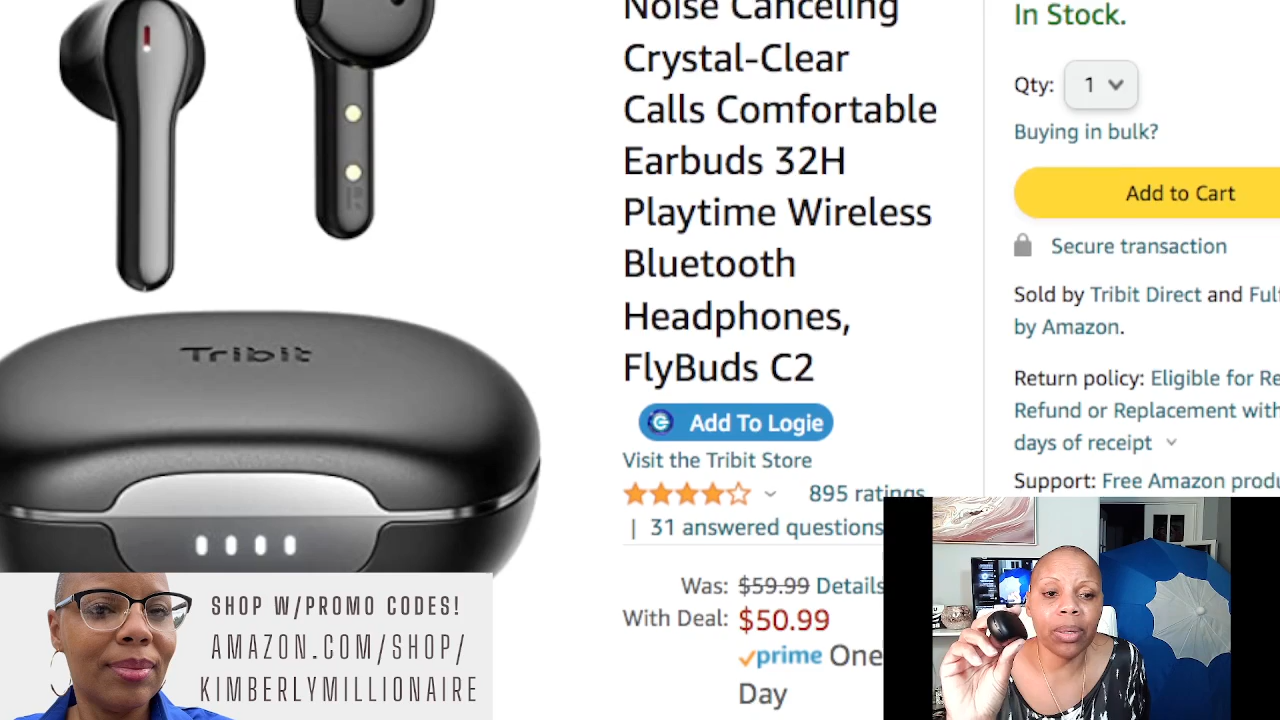 Noise Canceling
Crystal-Clear
Calls Comfortable
Earbuds 32H
Playtime Wireless
Bluetooth
Headphones,
FlyBuds C2
Add To Logie
Visit the Tribit Store
895 ratings
| 31 answered questions
Was: $59.99 Details
With Deal: $50.99
prime One
Day
In Stock.
Qty: 1
Buying in bulk?
Add to Cart
Secure transaction
Sold by Tribit Direct and Ful
by Amazon.
Return policy: Eligible for Re
Refund or Replacement with
days of receipt
Support: Free Amazon produ
Tribit
SHOP W/PROMO CODES!
AMAZON.COM/SHOP/
KIMBERLYMILLIONAIRE